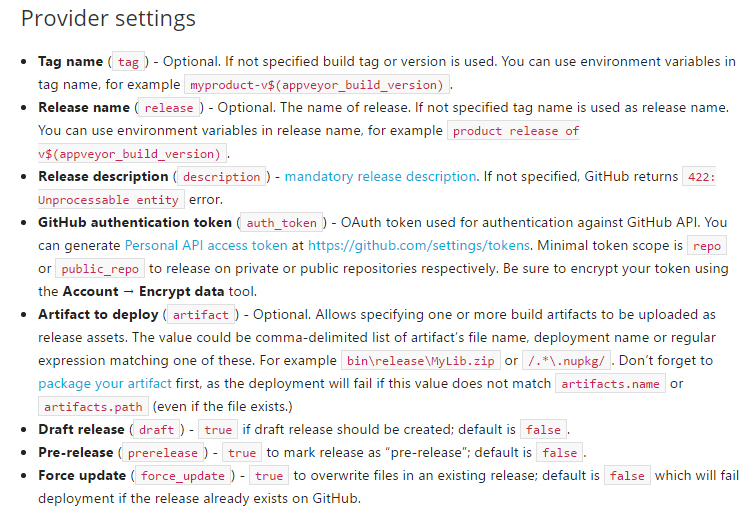 Provider settings
• Tag name ( tag ) - Optional. If not specified build tag or version is used. You can use environment variables in
tag name, for example myproduct-v$(appveyor_build_version) .
• Release name ( release ) - Optional. The name of release. If not specified tag name is used as release name.
You can use environment variables in release name, for example product release of
v$(appveyor_build_version) .
• Release description ( description ) - mandatory release description. If not specified, GitHub returns 422:
Unprocessable entity error.
• GitHub authentication token ( auth_token ) - OAuth token used for authentication against GitHub API. You
can generate Personal API access token at https://github.com/settings/tokens. Minimal token scope is repo
or public_repo to release on private or public repositories respectively. Be sure to encrypt your token using
the Account → Encrypt data tool.
• Artifact to deploy ( artifact ) - Optional. Allows specifying one or more build artifacts to be uploaded as
release assets. The value could be comma-delimited list of artifact’s file name, deployment name or regular
expression matching one of these. For example bin\release\MyLib.zip or /.*\.nupkg/ . Don’t forget to
package your artifact first, as the deployment will fail if this value does not match artifacts.name or
artifacts.path (even if the file exists.)
• Draft release ( draft ) - true if draft release should be created; default is false .
• Pre-release ( prerelease ) - true to mark release as “pre-release”; default is false .
• Force update ( force_update ) - true to overwrite files in an existing release; default is false which will fail
deployment if the release already exists on GitHub.